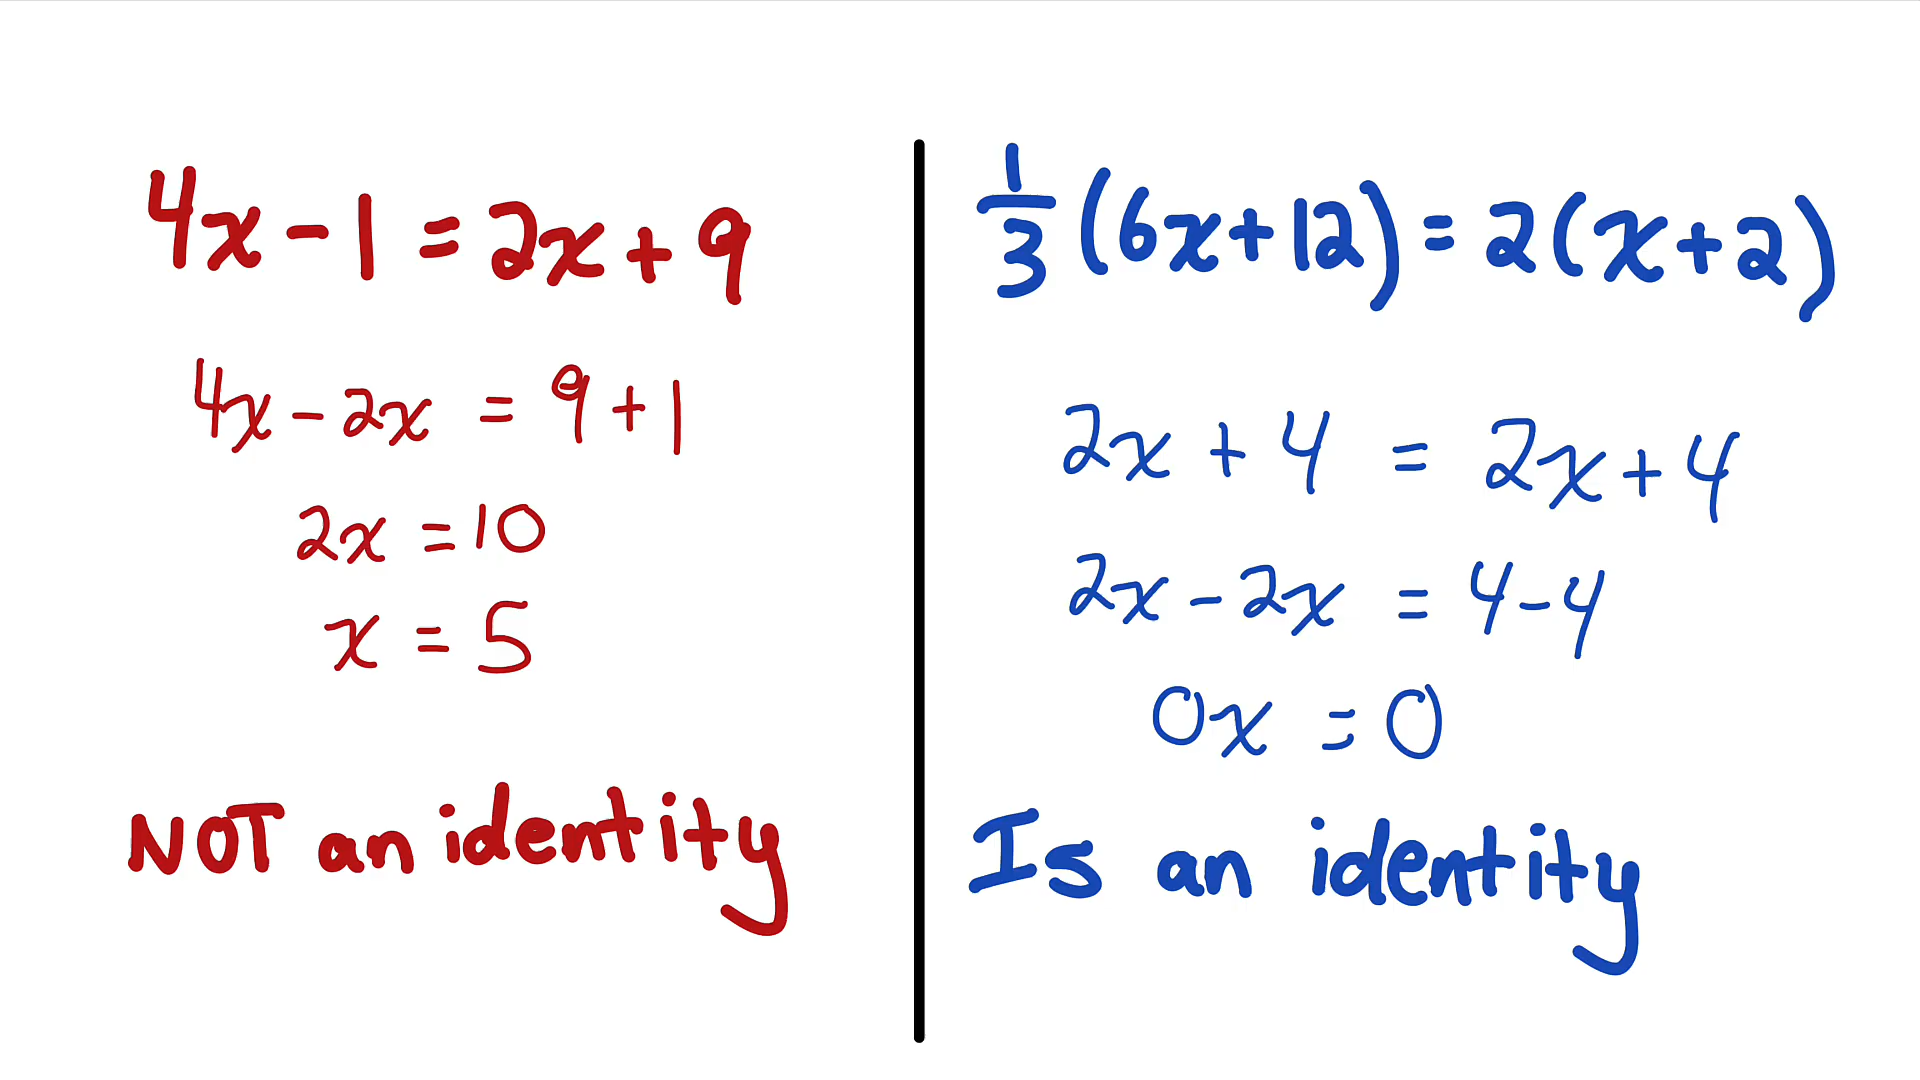 4x - 1 = 2x + 9
4x - 2x = 9 + 1
2x = 10
x = 5
NOT an identity
1/3 (6x + 12) = 2(x + 2)
2x + 4 = 2x + 4
2x - 2x = 4 - 4
0x = 0
Is an identity